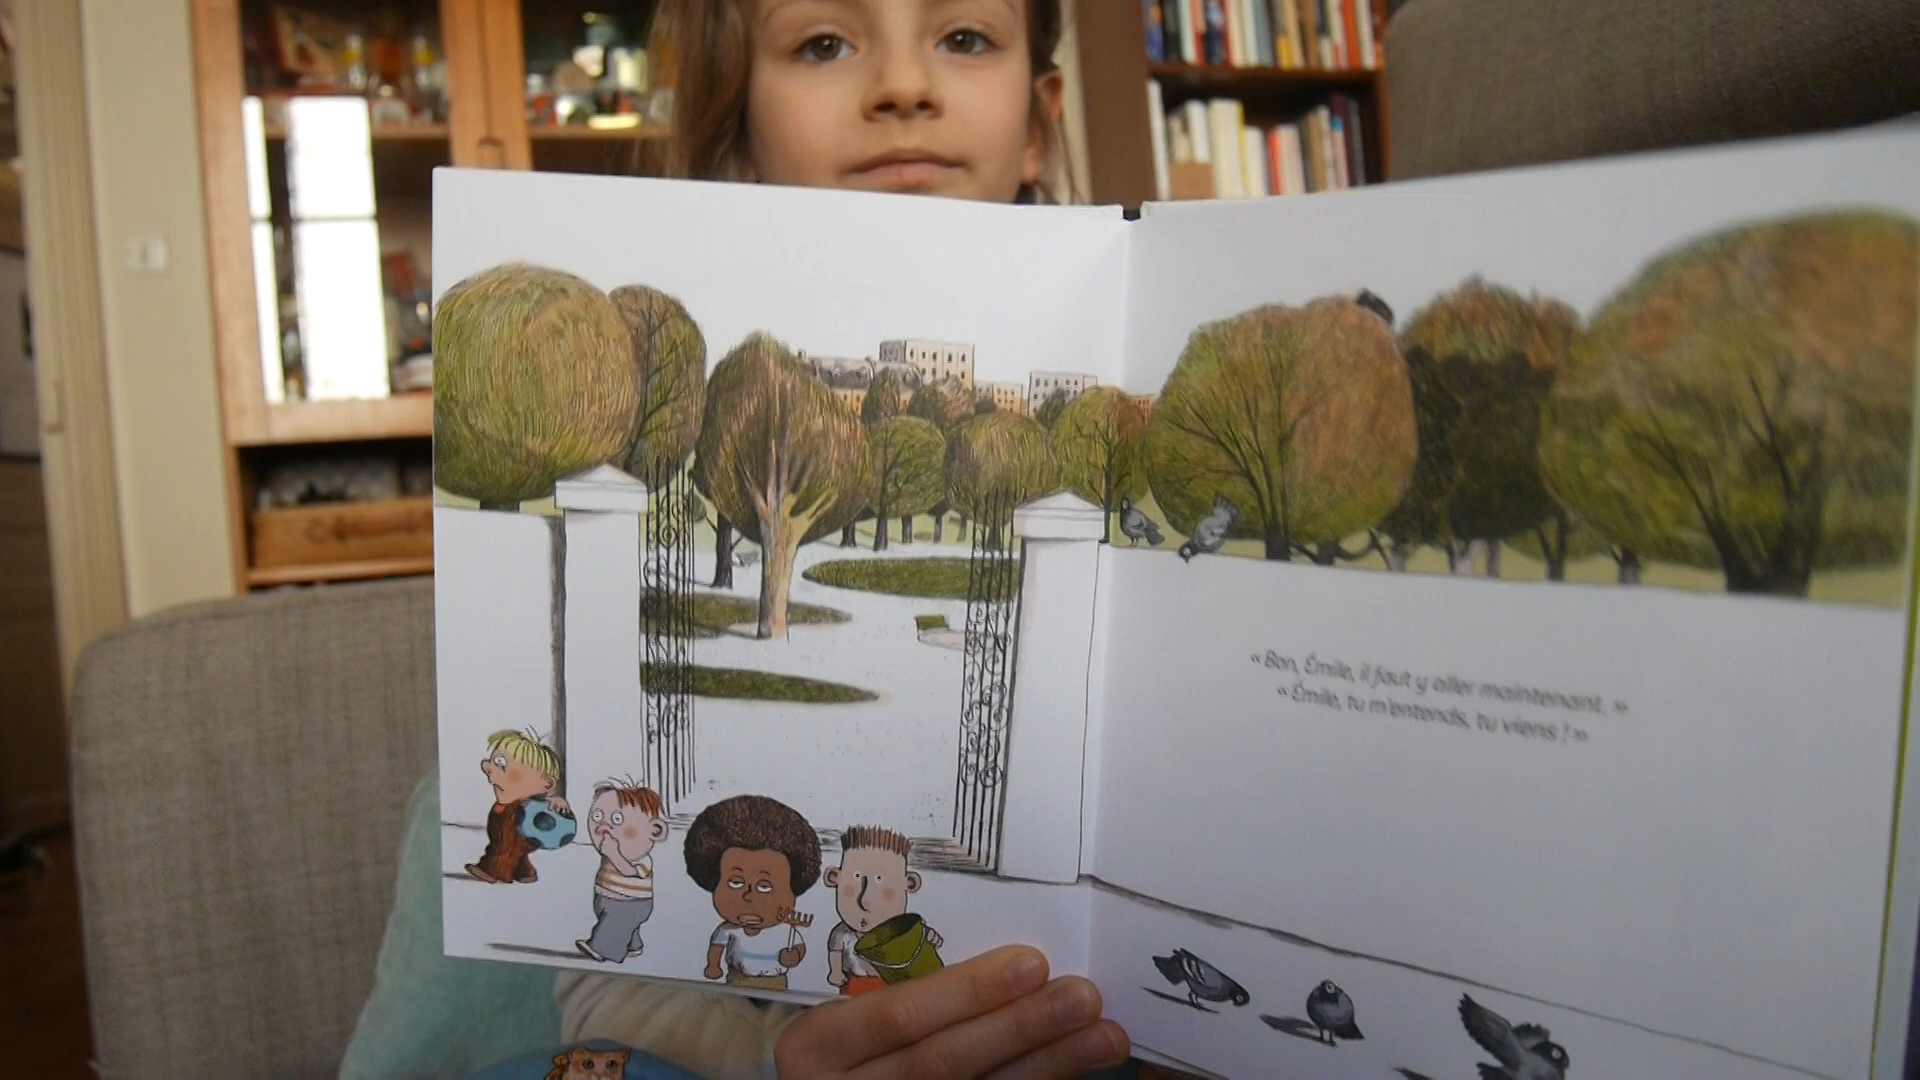 « Bon, Émile, il faut y aller maintenant. »
« Émile, tu m'entends, tu viens ! »